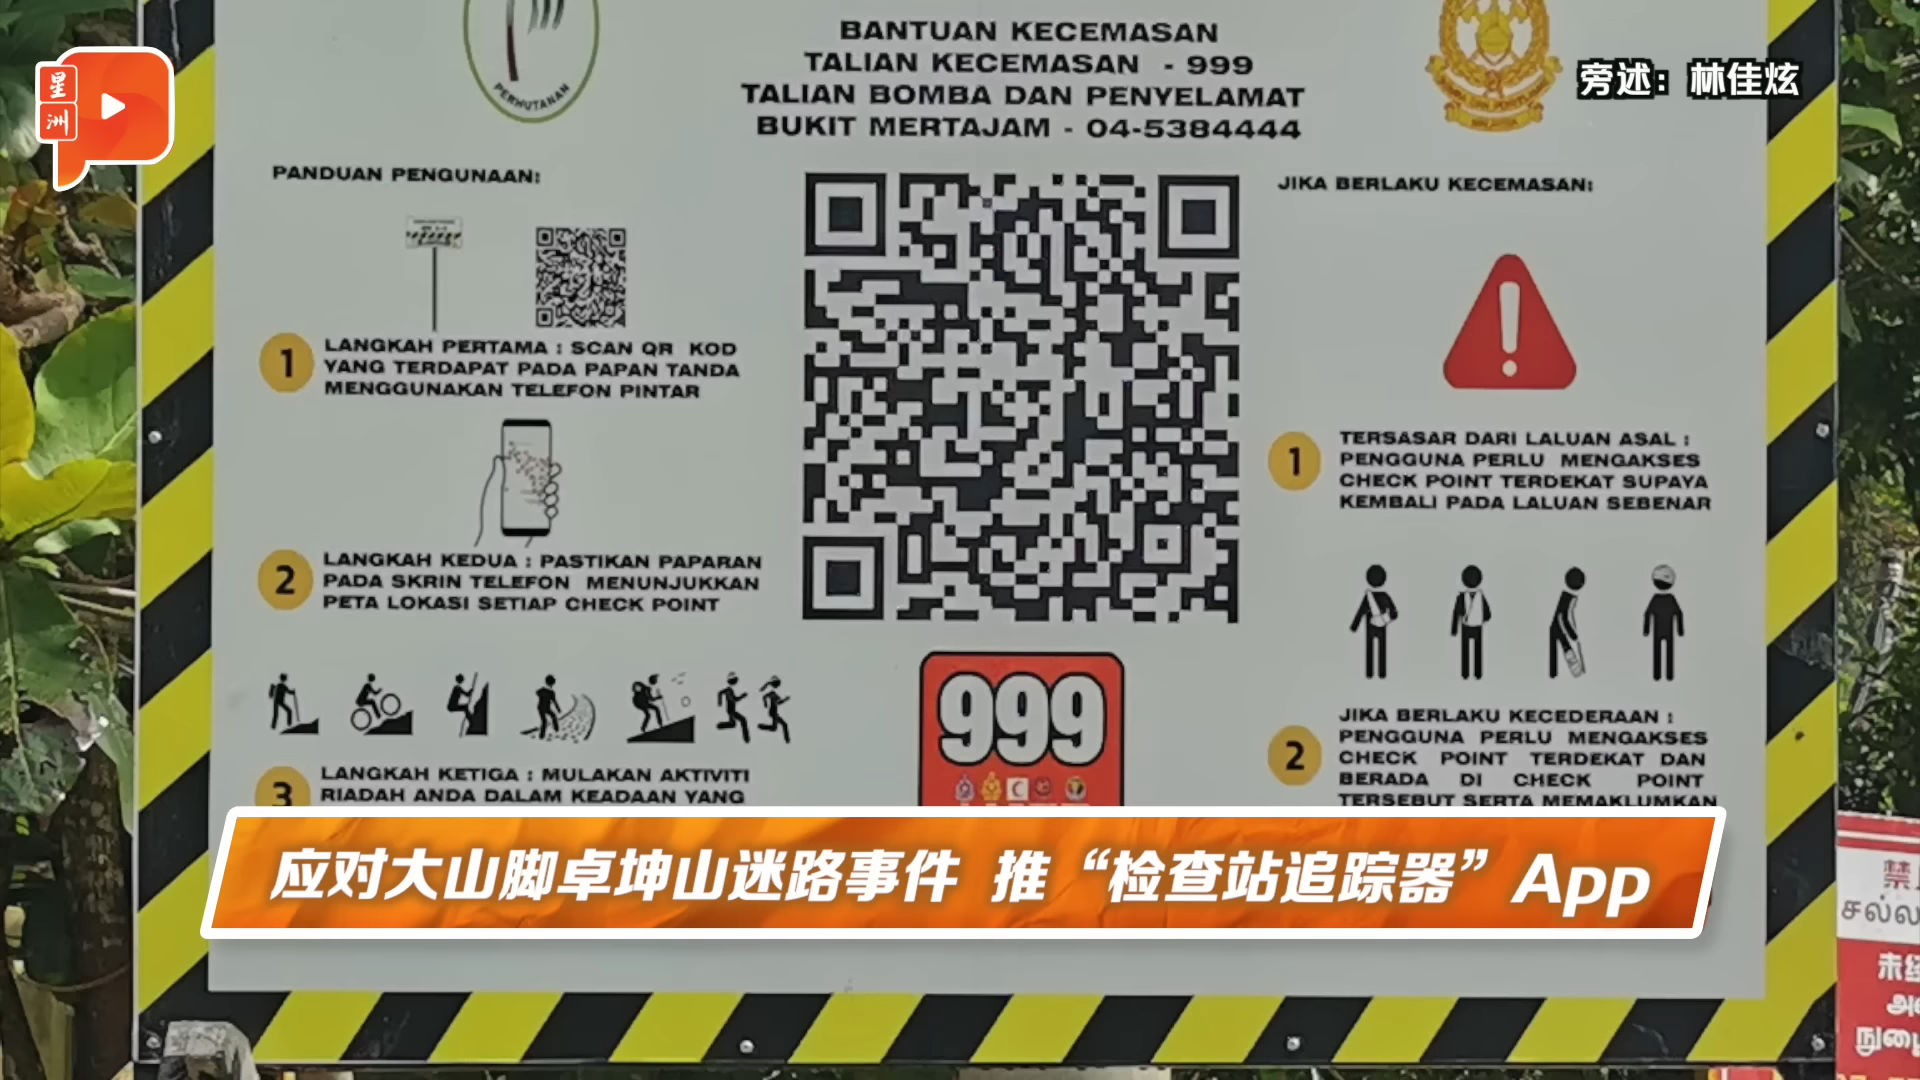 星洲
旁述：林佳炫
PERHUTANAN
BANTUAN KECEMASAN
TALIAN KECEMASAN - 999
TALIAN BOMBA DAN PENYELAMAT
BUKIT MERTAJAM - 04-5384444
PANDUAN PENGUNAAN:
1 LANGKAH PERTAMA : SCAN QR KOD
YANG TERDAPAT PADA PAPAN TANDA
MENGGUNAKAN TELEFON PINTAR
2 LANGKAH KEDUA : PASTIKAN PAPARAN
PADA SKRIN TELEFON MENUNJUKKAN
PETA LOKASI SETIAP CHECK POINT
3 LANGKAH KETIGA : MULAKAN AKTIVITI
RIADAH ANDA DALAM KEADAAN YANG
999
JIKA BERLAKU KECEMASAN:
1 TERSASAR DARI LALUAN ASAL :
PENGGUNA PERLU MENGAKSES
CHECK POINT TERDEKAT SUPAYA
KEMBALI PADA LALUAN SEBENAR
2 JIKA BERLAKU KECEDERAAN :
PENGGUNA PERLU MENGAKSES
CHECK POINT TERDEKAT DAN
BERADA DI CHECK POINT
TERSEBUT SERTA MEMAKLUMKAN
应对大山脚卓坤山迷路事件 推“检查站追踪器”App
禁